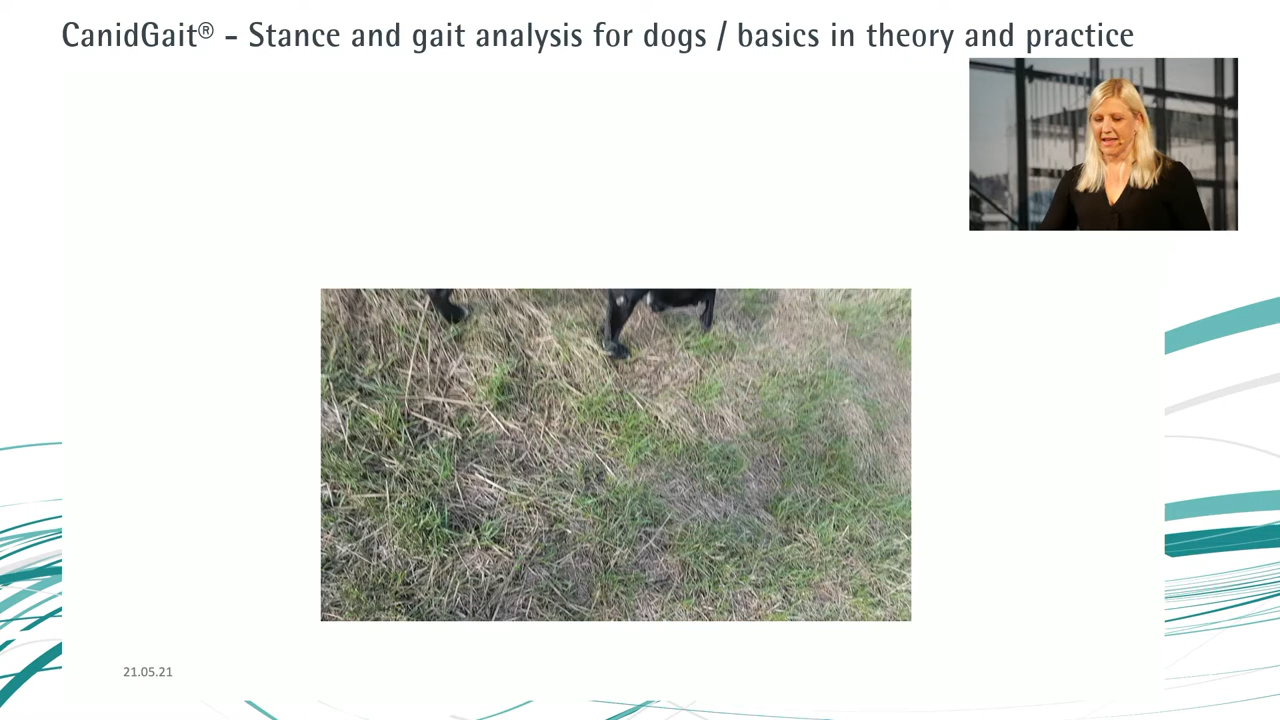 CanidGait® - Stance and gait analysis for dogs / basics in theory and practice
21.05.21